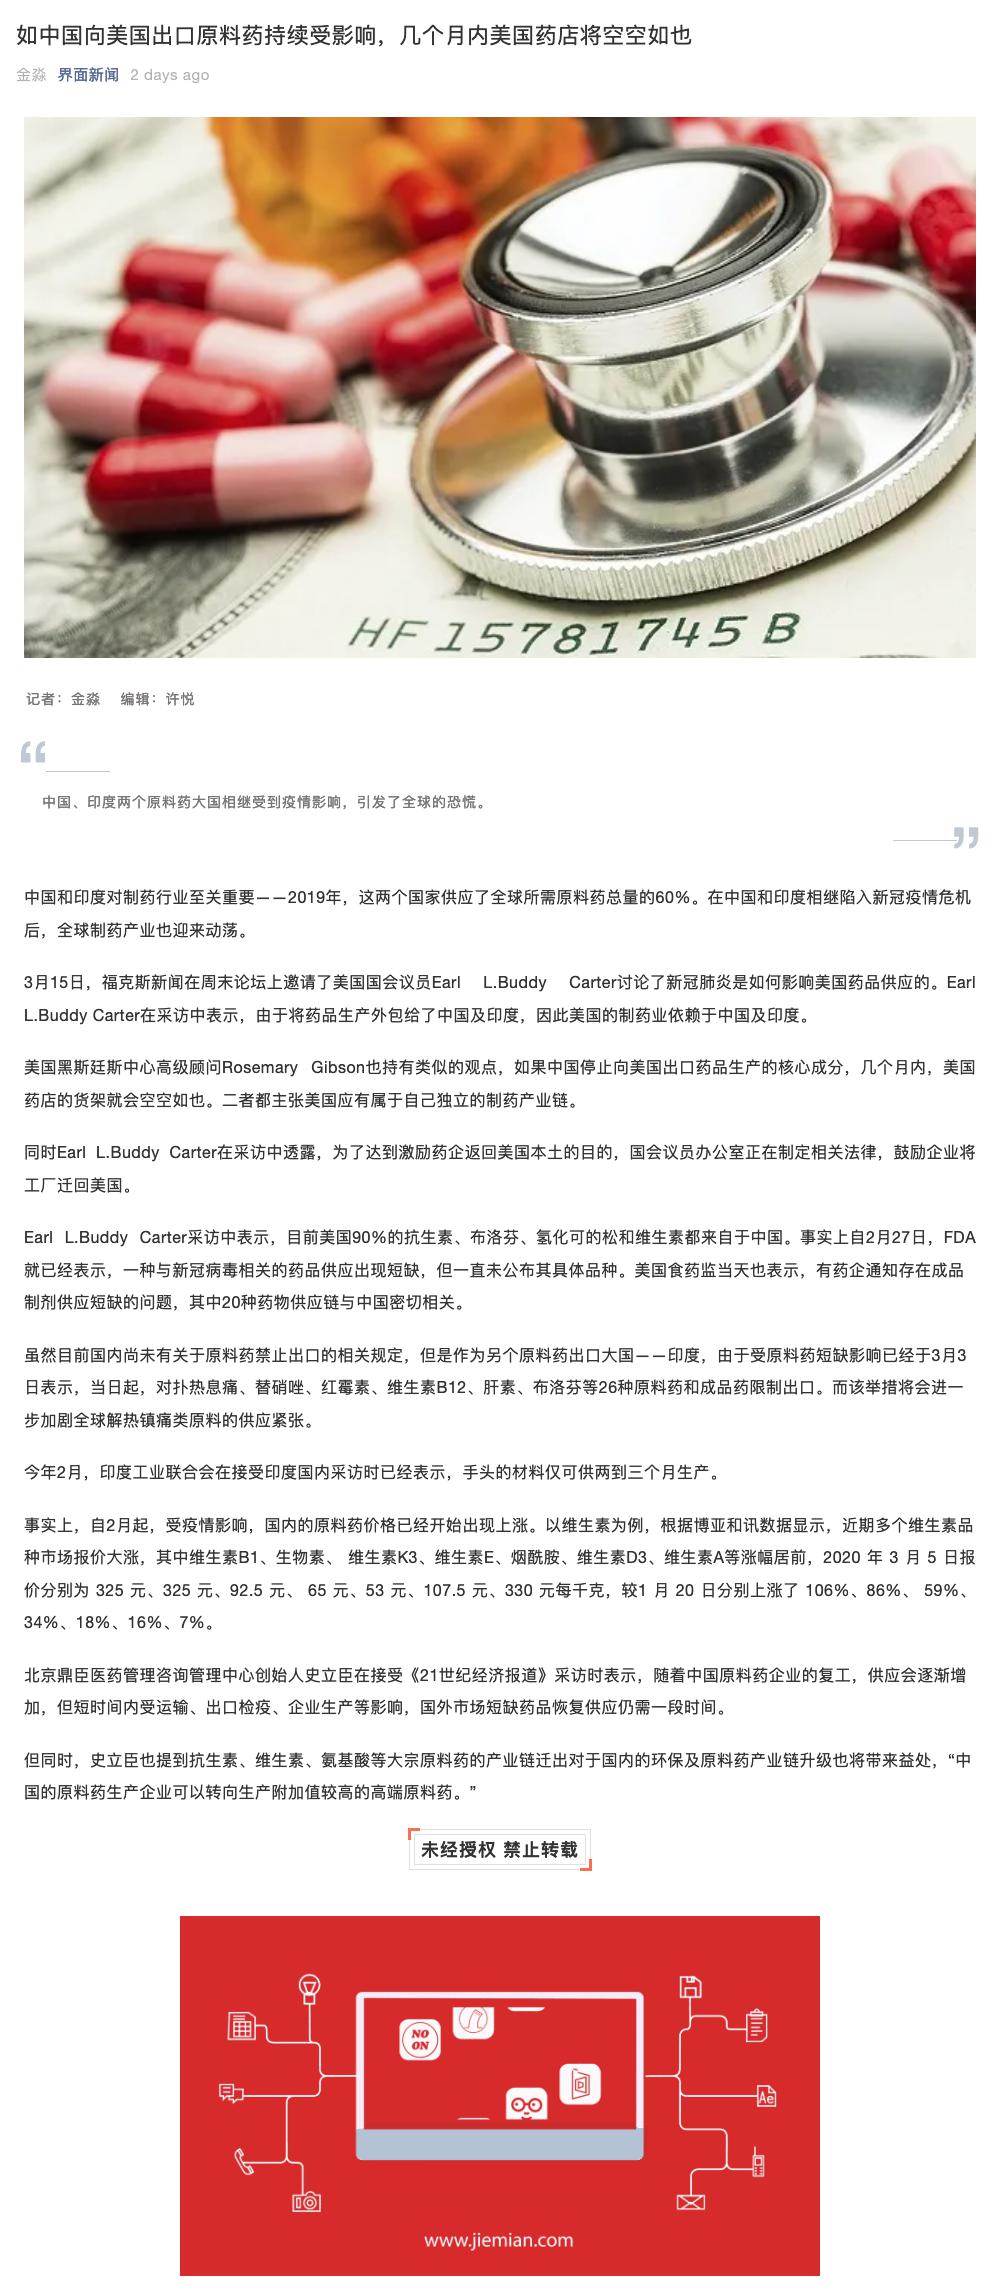 如中国向美国出口原料药持续受影响，几个月内美国药店将空空如也
金淼 界面新闻 2 days ago
HF15781745B
记者：金淼 编辑：许悦
“
中国、印度两个原料药大国相继受到疫情影响，引发了全球的恐慌。
”
中国和印度对制药行业至关重要——2019年，这两个国家供应了全球所需原料药总量的60%。在中国和印度相继陷入新冠疫情危机
后，全球制药产业也迎来动荡。
3月15日，福克斯新闻在周末论坛上邀请了美国国会议员Earl L.Buddy Carter讨论了新冠肺炎是如何影响美国药品供应的。Earl
L.Buddy Carter在采访中表示，由于将药品生产外包给了中国及印度，因此美国的制药业依赖于中国及印度。
美国黑斯廷斯中心高级顾问Rosemary Gibson也持有类似的观点，如果中国停止向美国出口药品生产的核心成分，几个月内，美国
药店的货架就会空空如也。二者都主张美国应有属于自己独立的制药产业链。
同时Earl L.Buddy Carter在采访中透露，为了达到激励药企返回美国本土的目的，国会议员办公室正在制定相关法律，鼓励企业将
工厂迁回美国。
Earl L.Buddy Carter采访中表示，目前美国90%的抗生素、布洛芬、氢化可的松和维生素都来自于中国。事实上自2月27日，FDA
就已经表示，一种与新冠病毒相关的药品供应出现短缺，但一直未公布其具体品种。美国食药监当天也表示，有药企通知存在成品
制剂供应短缺的问题，其中20种药物供应链与中国密切相关。
虽然目前国内尚未有关于原料药禁止出口的相关规定，但是作为另个原料药出口大国——印度，由于受原料药短缺影响已经于3月3
日表示，当日起，对扑热息痛、替硝唑、红霉素、维生素B12、肝素、布洛芬等26种原料药和成品药限制出口。而该举措将会进一
步加剧全球解热镇痛类原料的供应紧张。
今年2月，印度工业联合会在接受印度国内采访时已经表示，手头的材料仅可供两到三个月生产。
事实上，自2月起，受疫情影响，国内的原料药价格已经开始出现上涨。以维生素为例，根据博亚和讯数据显示，近期多个维生素品
种市场报价大涨，其中维生素B1、生物素、 维生素K3、维生素E、烟酰胺、维生素D3、维生素A等涨幅居前，2020 年 3 月 5 日报
价分别为 325 元、325 元、92.5 元、 65 元、53 元、107.5 元、330 元每千克，较1 月 20 日分别上涨了 106%、86%、 59%、
34%、18%、16%、7%。
北京鼎臣医药管理咨询管理中心创始人史立臣在接受《21世纪经济报道》采访时表示，随着中国原料药企业的复工，供应会逐渐增
加，但短时间内受运输、出口检疫、企业生产等影响，国外市场短缺药品恢复供应仍需一段时间。
但同时，史立臣也提到抗生素、维生素、氨基酸等大宗原料药的产业链迁出对于国内的环保及原料药产业链升级也将带来益处，“中
国的原料药生产企业可以转向生产附加值较高的高端原料药。”
未经授权 禁止转载
NO
ON
Ae
www.jiemian.com